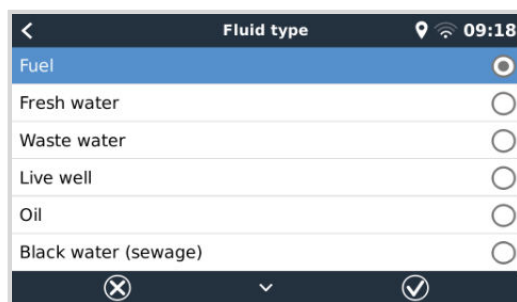 Fluid type 09:18
Fuel
Fresh water
Waste water
Live well
Oil
Black water (sewage)